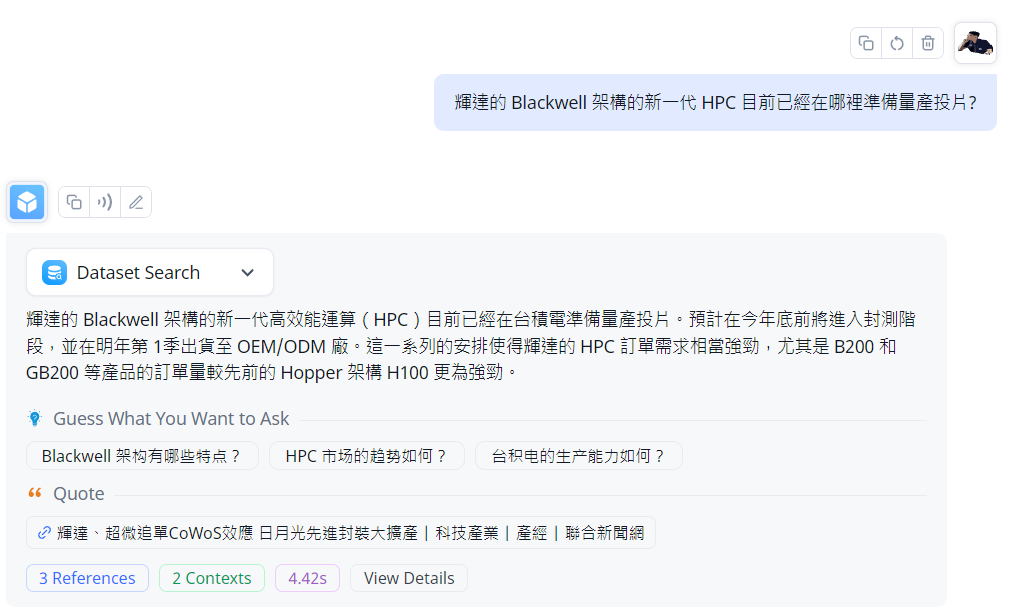 輝達的 Blackwell 架構的新一代 HPC 目前已經在哪裡準備量產投片?
Dataset Search
輝達的 Blackwell 架構的新一代高效能運算（HPC）目前已經在台積電準備量產投片。預計在今年底前將進入封測階
段，並在明年第 1季出貨至 OEM/ODM 廠。這一系列的安排使得輝達的 HPC 訂單需求相當強勁，尤其是 B200 和
GB200 等產品的訂單量較先前的 Hopper 架構 H100 更為強勁。
Guess What You Want to Ask
Blackwell 架构有哪些特点？
HPC 市场的趋势如何？
台积电的生产能力如何？
Quote
輝達、超微追單CoWoS效應 日月光先進封裝大擴產 | 科技產業 | 產經 | 聯合新聞網
3 References
2 Contexts
4.42s
View Details